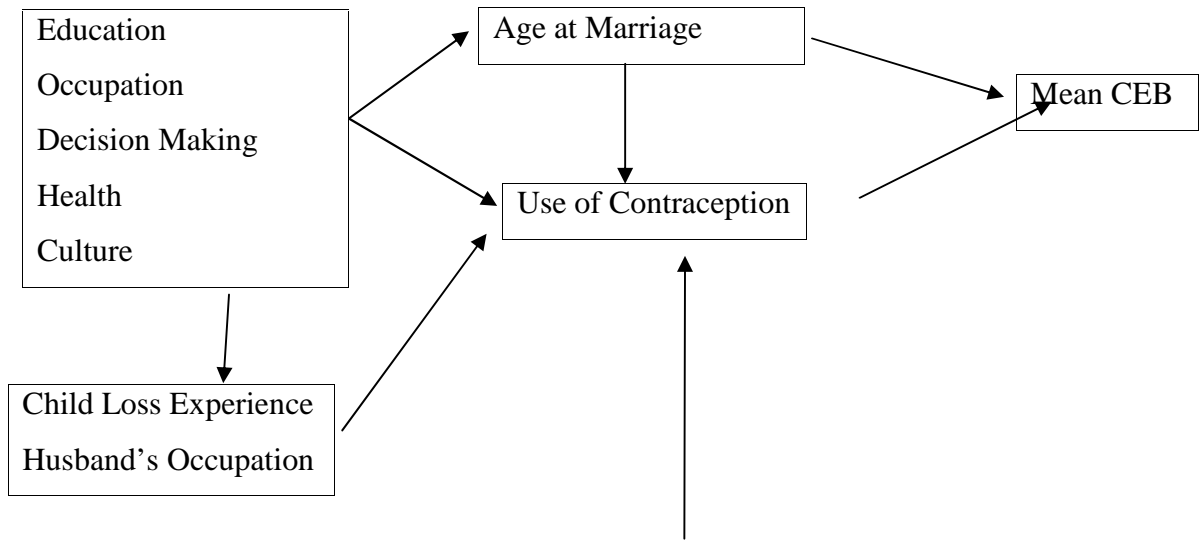 Education
Occupation
Decision Making
Health
Culture
Age at Marriage
Mean CEB
Use of Contraception
Child Loss Experience
Husband’s Occupation